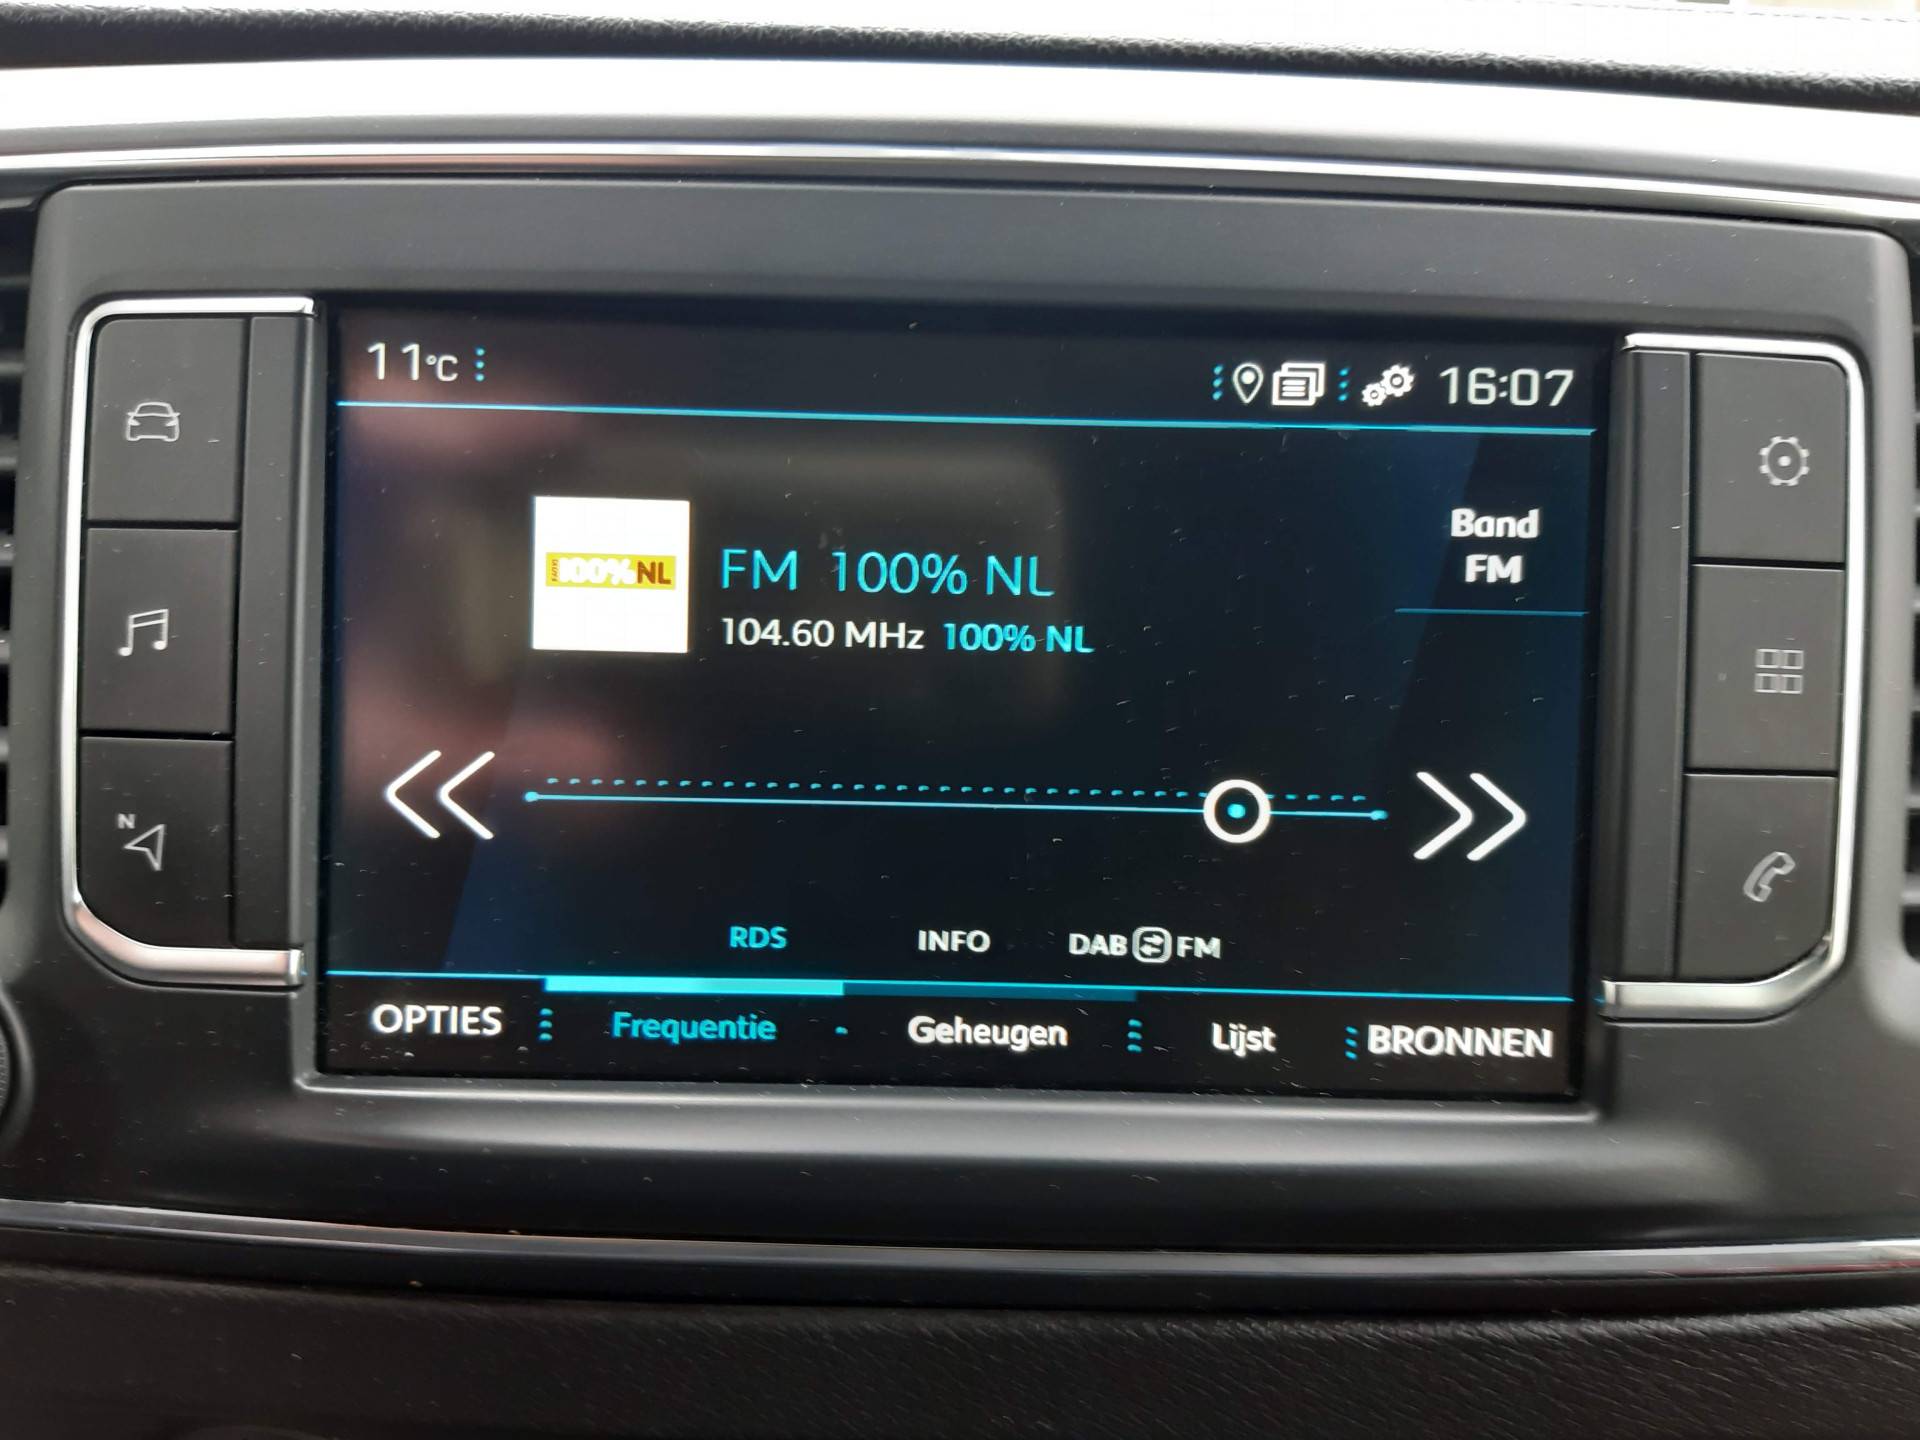 11°C
16:07
100%NL
FM 100% NL
104.60 MHz 100% NL
Band
FM
N
RDS INFO DAB FM
OPTIES Frequentie Geheugen Lijst BRONNEN